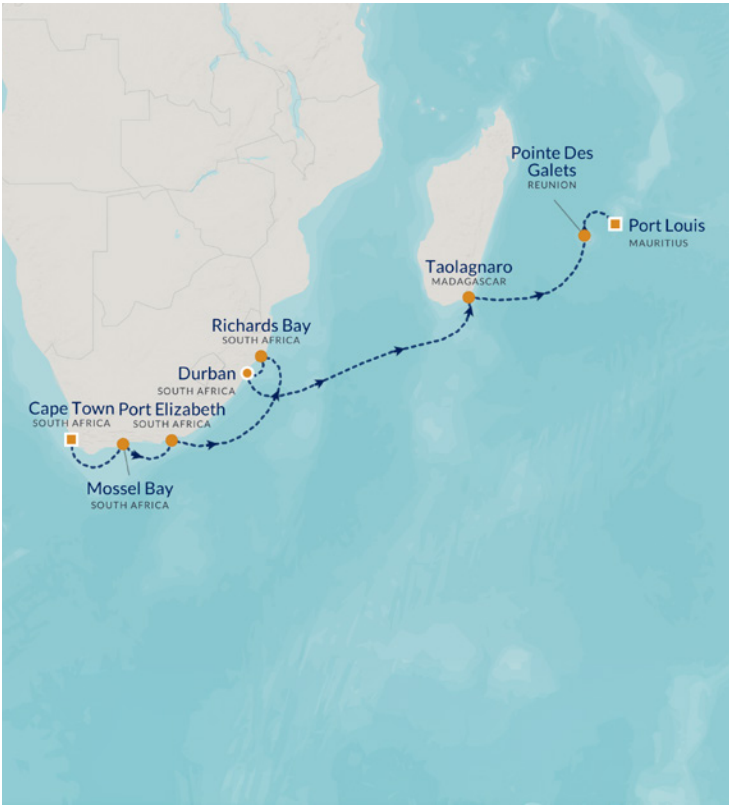 Pointe Des
Galets
REUNION
Port Louis
MAURITIUS
Taolagnaro
MADAGASCAR
Richards Bay
SOUTH AFRICA
Durban
SOUTH AFRICA
Cape Town
SOUTH AFRICA
Port Elizabeth
SOUTH AFRICA
Mossel Bay
SOUTH AFRICA